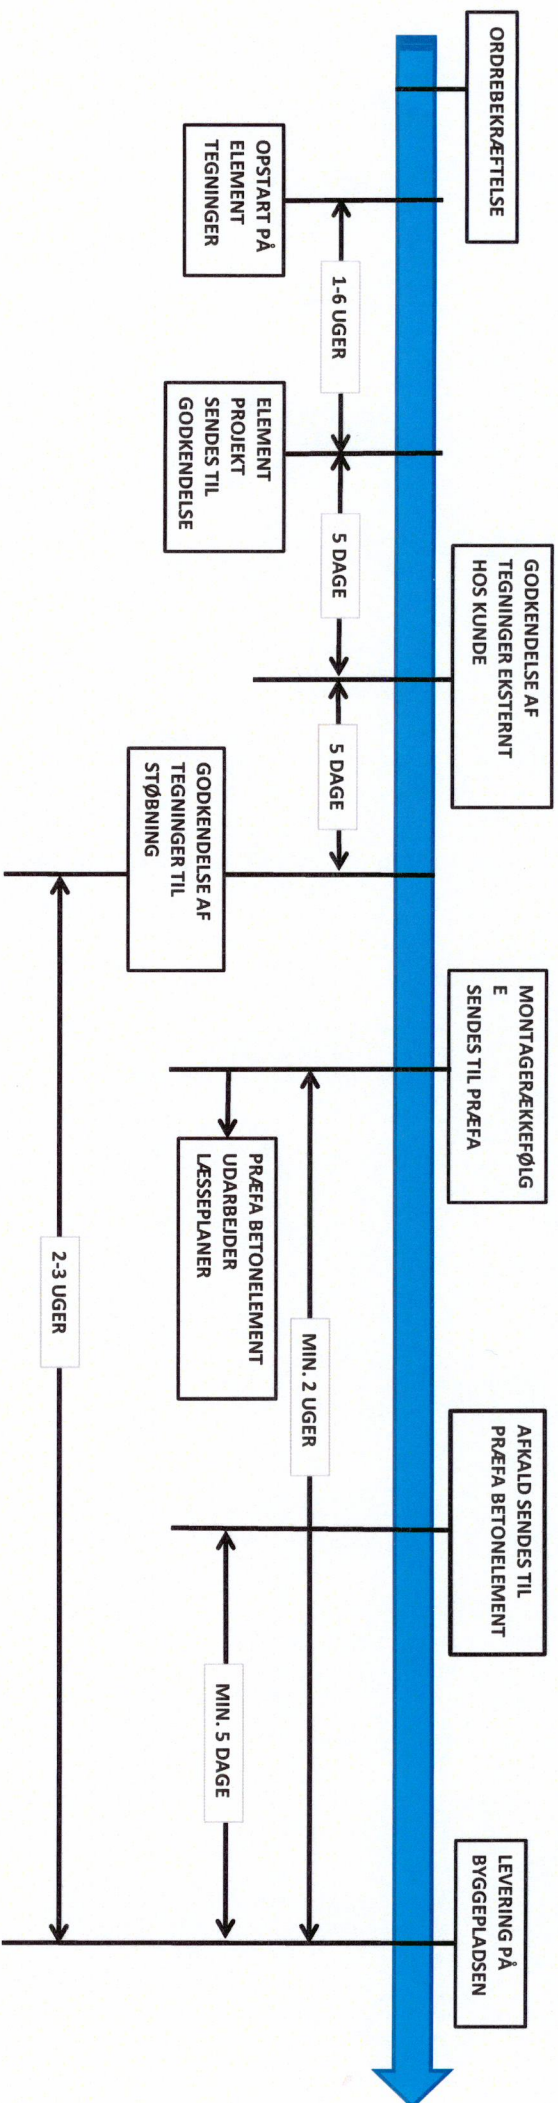 ORDREBEKRÆFTELSE
OPSTART PÅ
ELEMENT
TEGNINGER
1-6 UGER
ELEMENT
PROJEKT
SENDES TIL
GODKENDELSE
5 DAGE
GODKENDELSE AF
TEGNINGER EKSTERNT
HOS KUNDE
5 DAGE
GODKENDELSE AF
TEGNINGER TIL
STØBNING
MONTAGERÆKKEFØLG
E
SENDES TIL PRÆFA
PRÆFA BETONELEMENT
UDARBEJDER
LÆSSEPLANER
MIN. 2 UGER
2-3 UGER
AFKALD SENDES TIL
PRÆFA BETONELEMENT
MIN. 5 DAGE
LEVERING PÅ
BYGGEPLADSEN